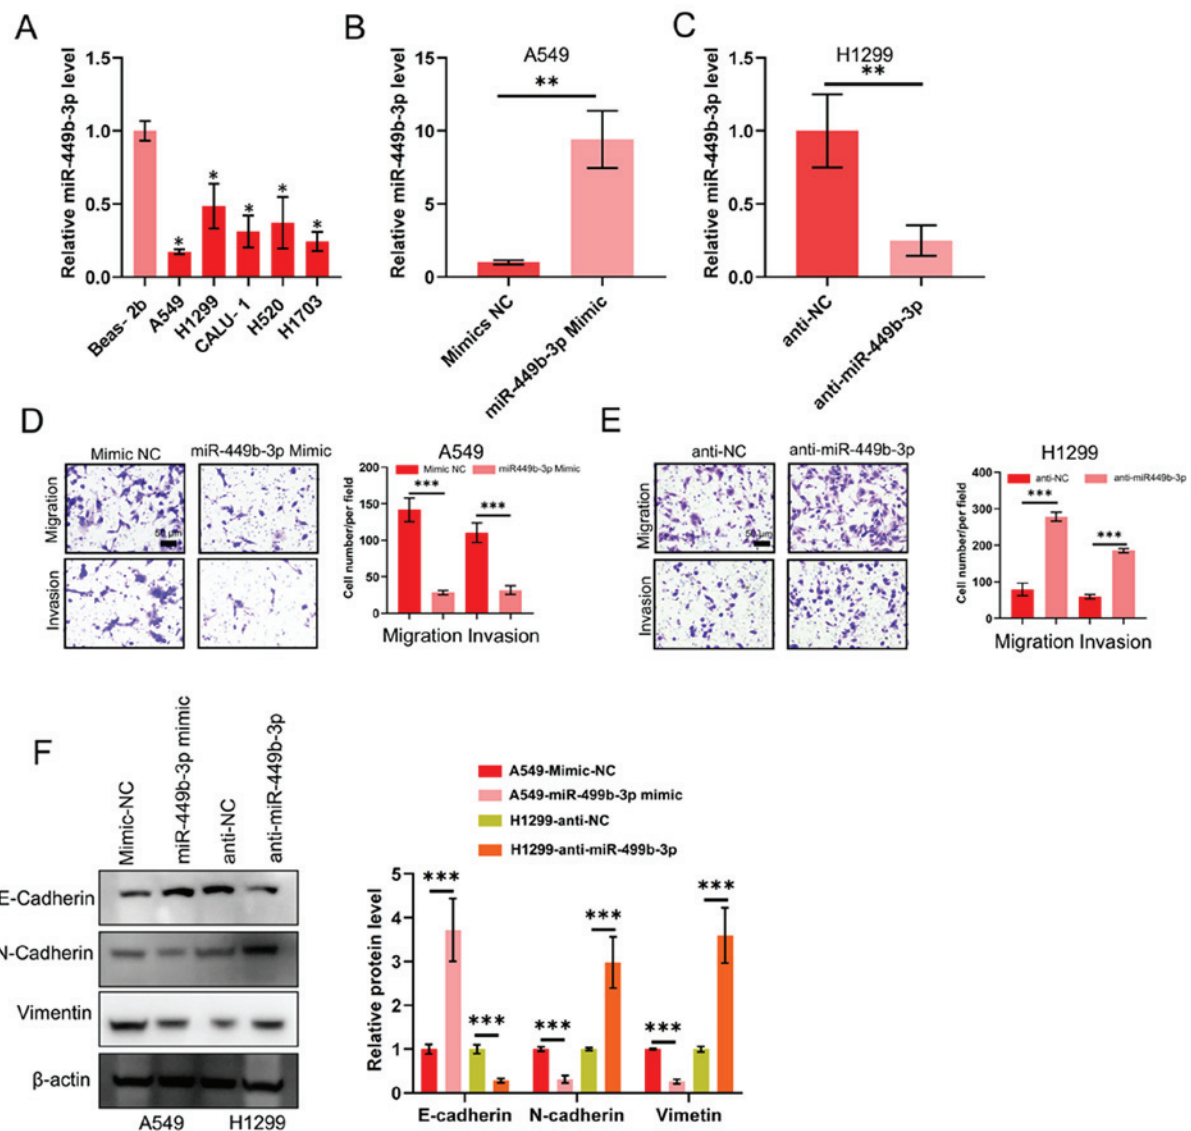 A
Relative miR-449b-3p level
1.5
1.0
0.5
0.0
*
*
*
*
*
Beas- 2b
A549
H1299
CALU- 1
H520
H1703
B
A549
Relative miR-449b-3p level
15
10
5
0
**
Mimics NC
miR-449b-3p Mimic
C
H1299
Relative miR-449b-3p level
1.5
1.0
0.5
0.0
**
anti-NC
anti-miR-449b-3p
D
Mimic NC
miR-449b-3p Mimic
Migration
50 μm
Invasion
A549
Mimic NC
miR449b-3p Mimic
Cell number/per field
200
150
100
50
0
***
***
Migration Invasion
E
anti-NC
anti-miR-449b-3p
Migration
50 μm
Invasion
H1299
anti-NC
anti-miR449b-3p
Cell number/per field
400
300
200
100
0
***
***
Migration Invasion
F
Mimic-NC
miR-449b-3p mimic
anti-NC
anti-miR-449b-3p
E-Cadherin
N-Cadherin
Vimentin
β-actin
A549
H1299
A549-Mimic-NC
A549-miR-499b-3p mimic
H1299-anti-NC
H1299-anti-miR-499b-3p
Relative protein level
5
4
3
2
1
0
***
***
***
***
***
***
E-cadherin
N-cadherin
Vimetin